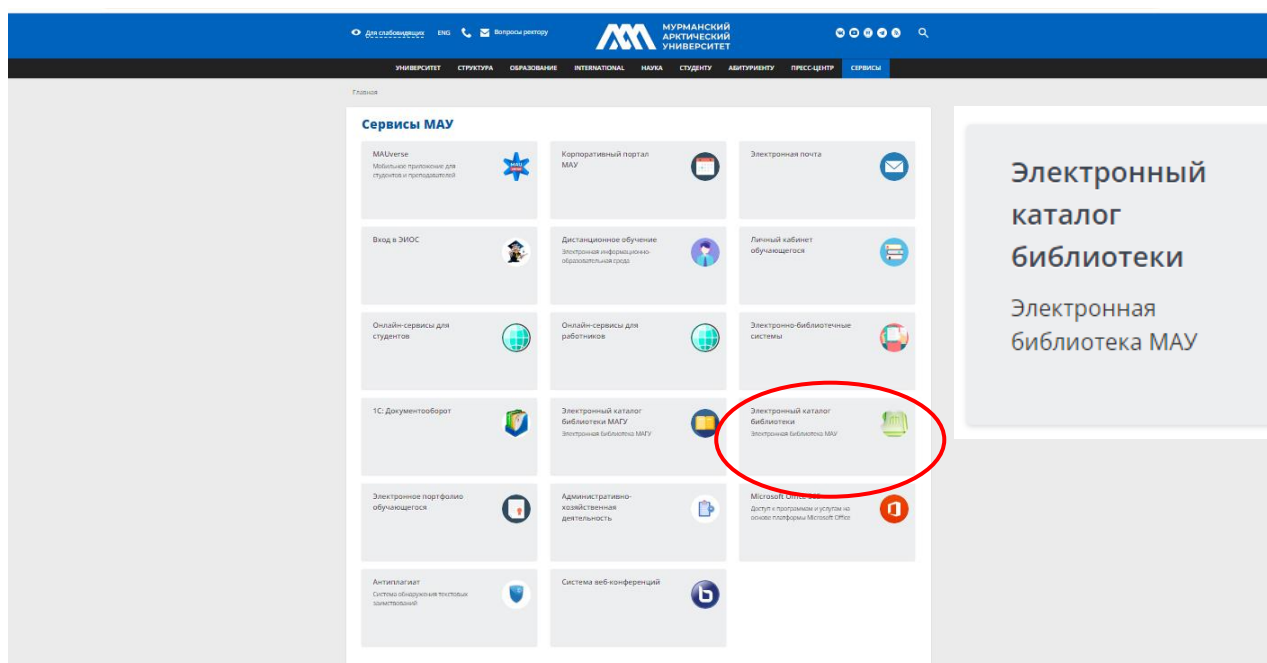 Для слабовидящих ENG Вопросы ректору
МУРМАНСКИЙ
АРКТИЧЕСКИЙ
УНИВЕРСИТЕТ
УНИВЕРСИТЕТ СТРУКТУРА ОБРАЗОВАНИЕ INTERNATIONAL НАУКА СТУДЕНТУ АБИТУРИЕНТУ ПРЕСС-ЦЕНТР СЕРВИСЫ
Главная
Сервисы МАУ
MAUverse
Мобильное приложение для
студентов и преподавателей
Корпоративный портал
МАУ
Электронная почта
Вход в ЭИОС
Дистанционное обучение
Электронная информационно-
образовательная среда
Личный кабинет
обучающегося
Онлайн-сервисы для
студентов
Онлайн-сервисы для
работников
Электронно-библиотечные
системы
1С: Документооборот
Электронный каталог
библиотеки МАГУ
Электронная библиотека МАГУ
Электронный каталог
библиотеки
Электронная библиотека МАУ
Электронное портфолио
обучающегося
Административно-
хозяйственная
деятельность
Microsoft Office
Доступ к программам и услугам на
основе платформы Microsoft Office
Антиплагиат
Система обнаружения текстовых
заимствований
Система веб-конференций
Электронный
каталог
библиотеки
Электронная
библиотека МАУ